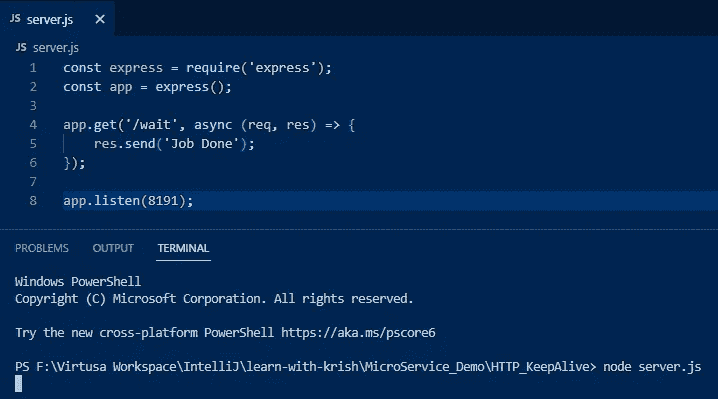 JS server.js ×
JS server.js
1 const express = require('express');
2 const app = express();
3
4 app.get('/wait', async (req, res) => {
5     res.send('Job Done');
6 });
7
8 app.listen(8191);
PROBLEMS OUTPUT TERMINAL
Windows PowerShell
Copyright (C) Microsoft Corporation. All rights reserved.
Try the new cross-platform PowerShell https://aka.ms/pscore6
PS F:\Virtusa Workspace\IntelliJ\learn-with-krish\MicroService_Demo\HTTP_KeepAlive> node server.js